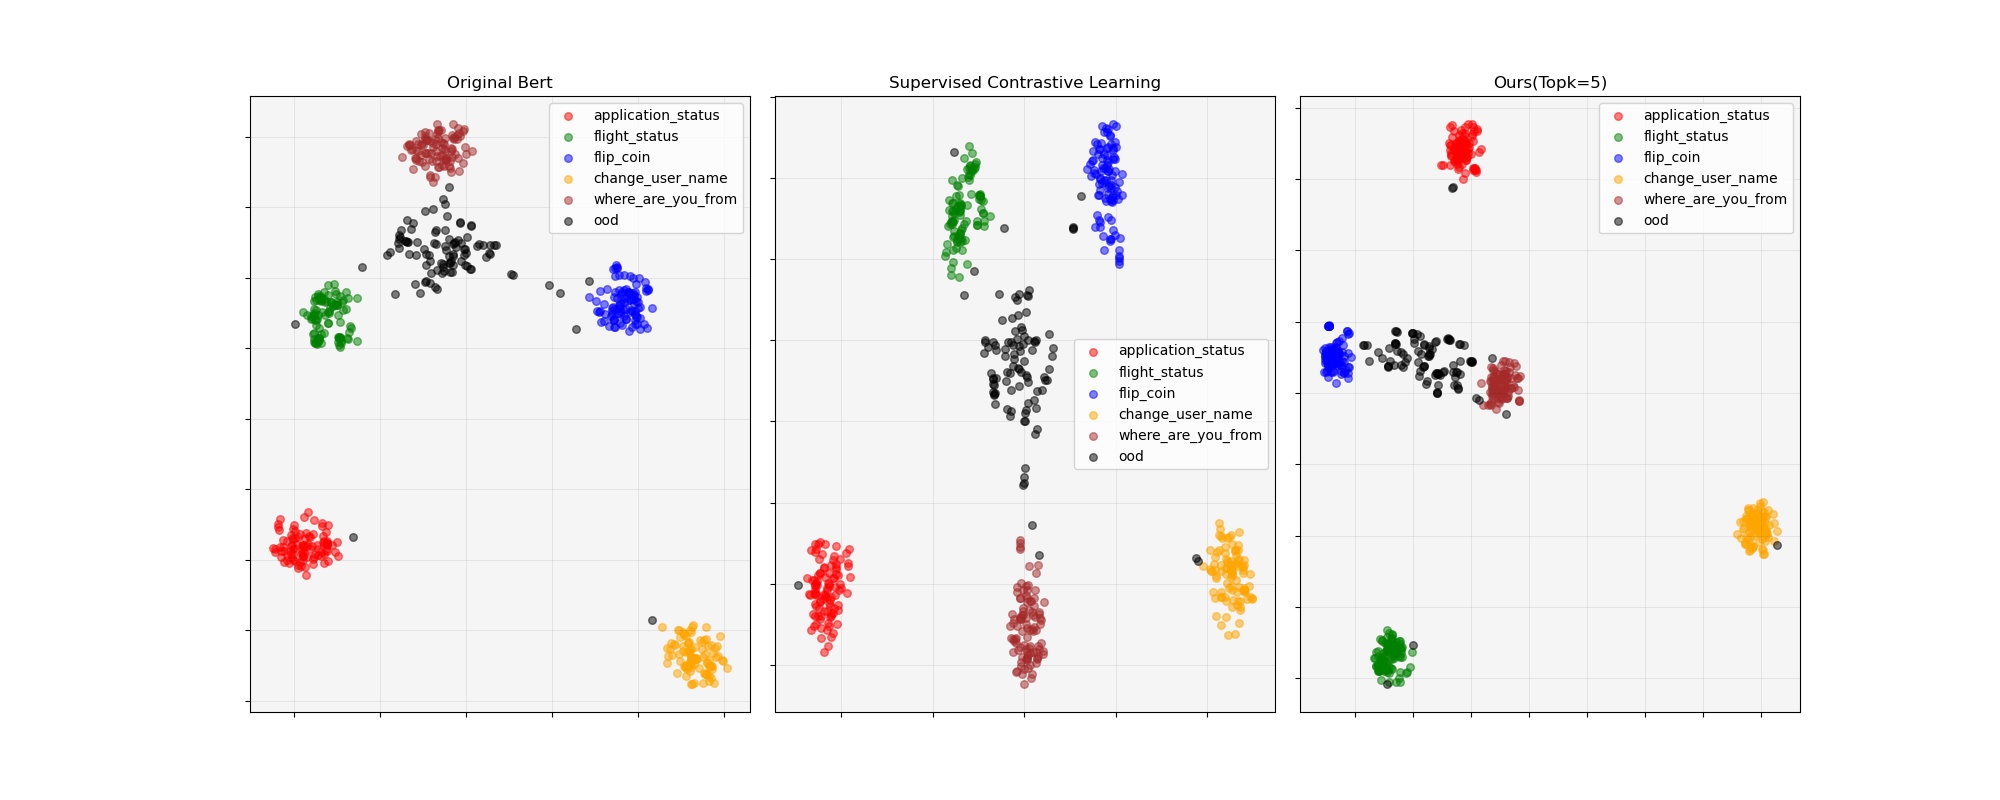 Original Bert
application_status
flight_status
flip_coin
change_user_name
where_are_you_from
ood
Supervised Contrastive Learning
application_status
flight_status
flip_coin
change_user_name
where_are_you_from
ood
Ours(Topk=5)
application_status
flight_status
flip_coin
change_user_name
where_are_you_from
ood